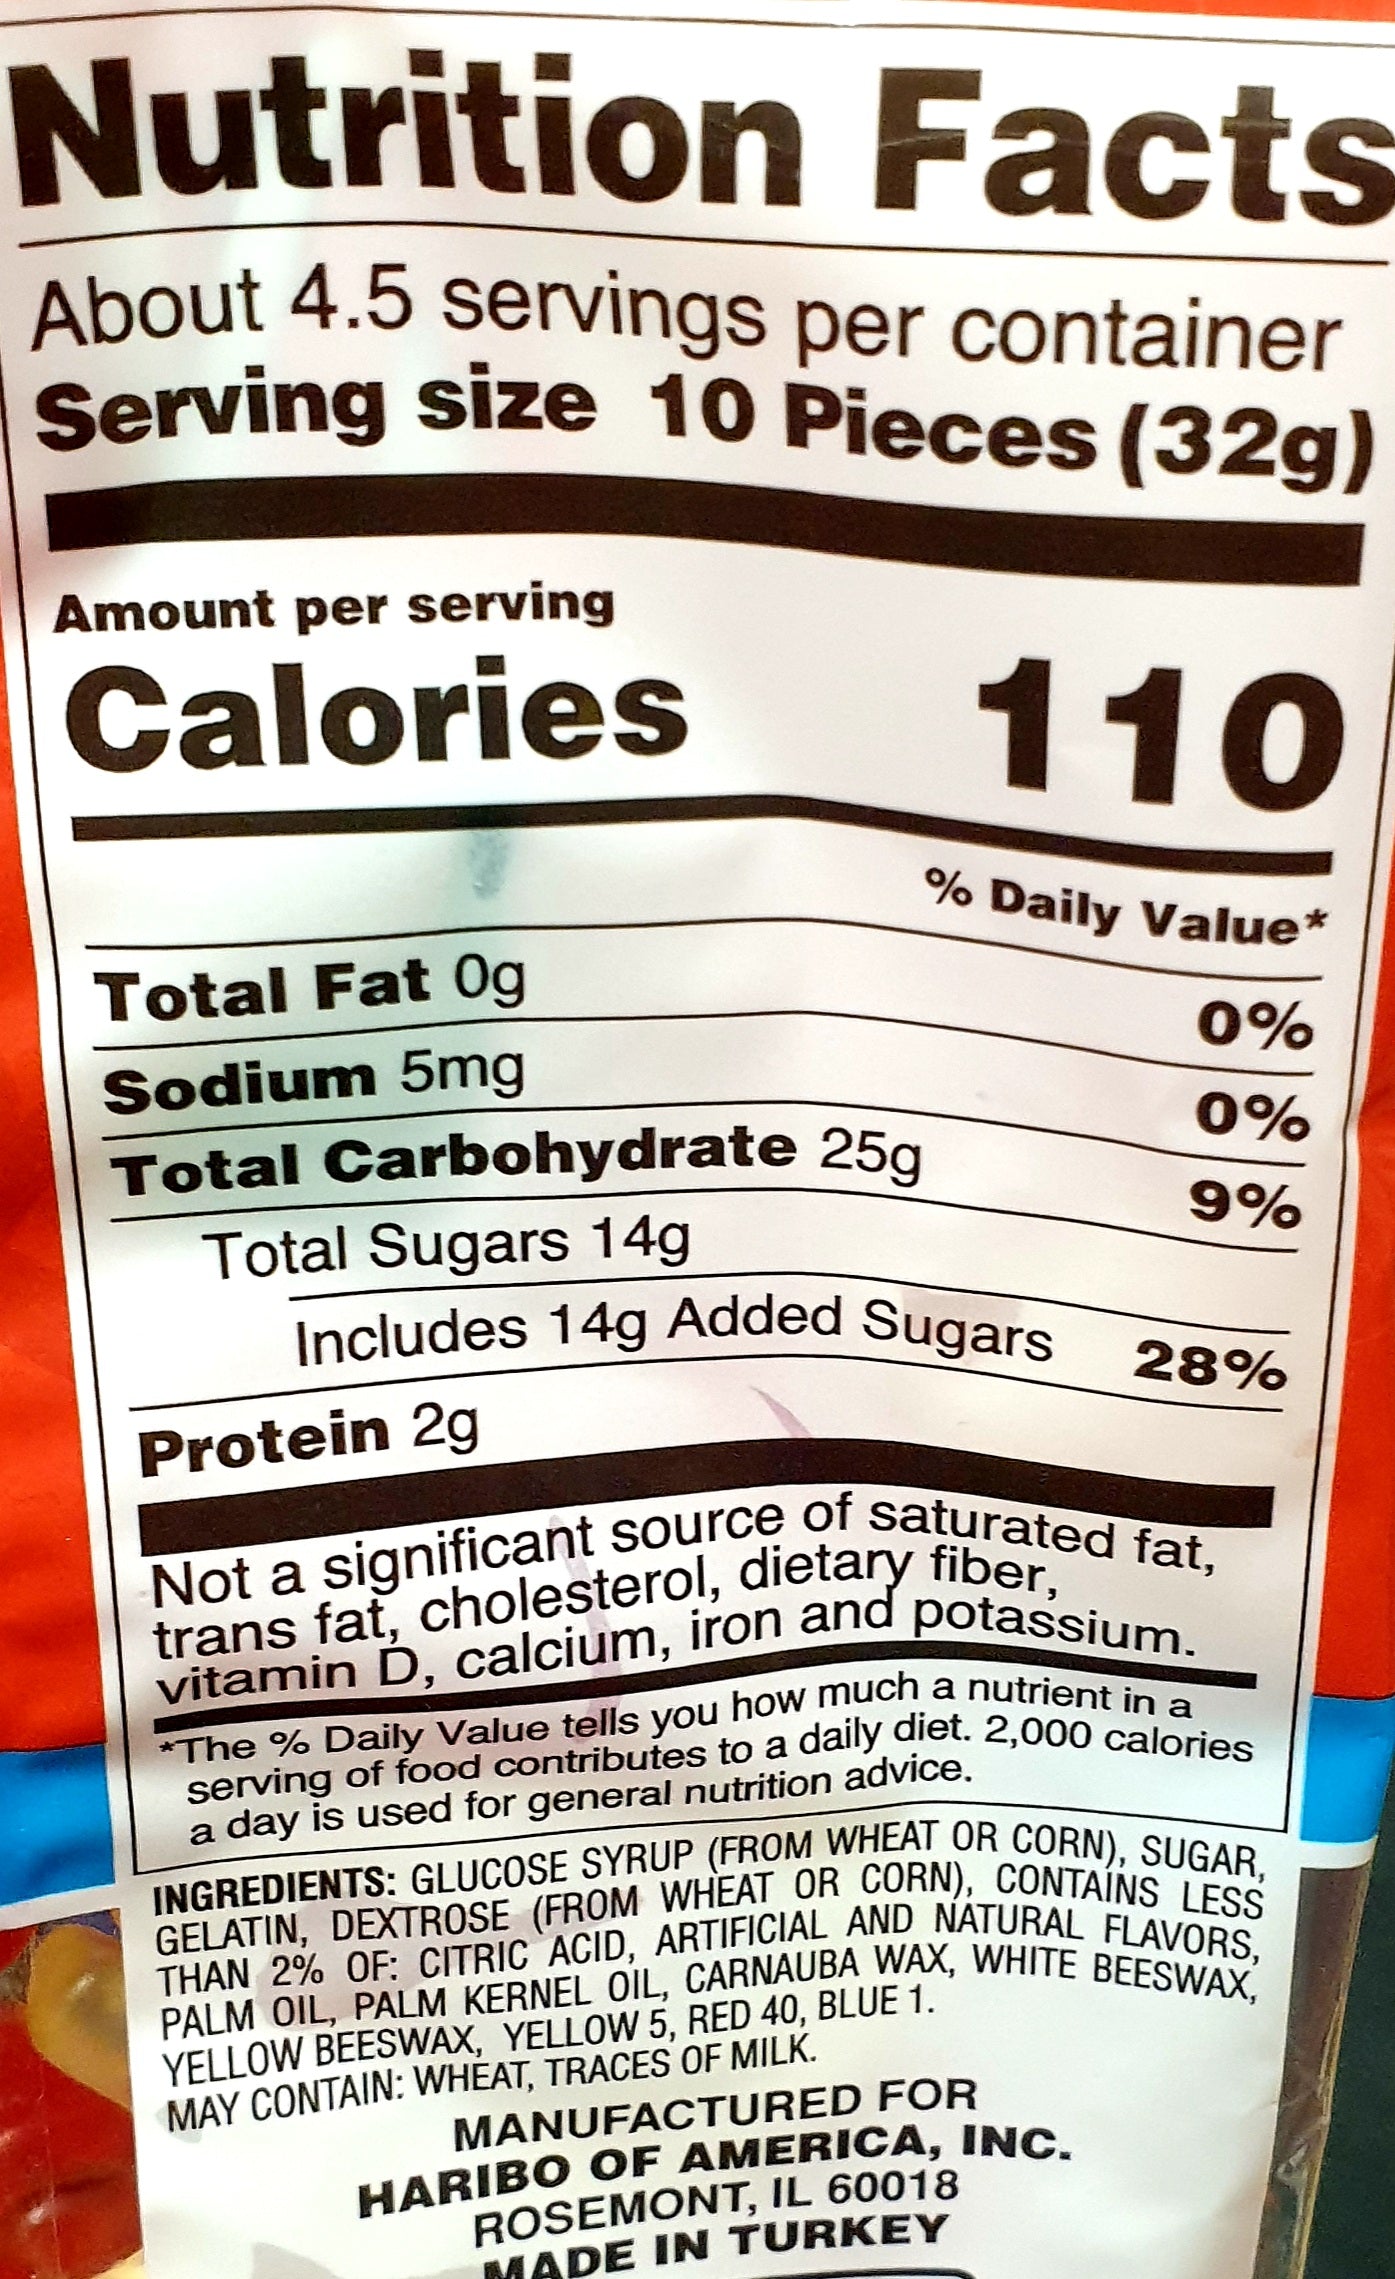 Nutrition Facts
About 4.5 servings per container
Serving size 10 Pieces (32g)
Amount per serving
Calories 110
% Daily Value*
Total Fat 0g 0%
Sodium 5mg 0%
Total Carbohydrate 25g 9%
Total Sugars 14g
Includes 14g Added Sugars 28%
Protein 2g
Not a significant source of saturated fat,
trans fat, cholesterol, dietary fiber,
vitamin D, calcium, iron and potassium.
*The % Daily Value tells you how much a nutrient in a
serving of food contributes to a daily diet. 2,000 calories
a day is used for general nutrition advice.
INGREDIENTS: GLUCOSE SYRUP (FROM WHEAT OR CORN), SUGAR,
GELATIN, DEXTROSE (FROM WHEAT OR CORN), CONTAINS LESS
THAN 2% OF: CITRIC ACID, ARTIFICIAL AND NATURAL FLAVORS,
PALM OIL, PALM KERNEL OIL, CARNAUBA WAX, WHITE BEESWAX,
YELLOW BEESWAX, YELLOW 5, RED 40, BLUE 1.
MAY CONTAIN: WHEAT, TRACES OF MILK.
MANUFACTURED FOR
HARIBO OF AMERICA, INC.
ROSEMONT, IL 60018
MADE IN TURKEY